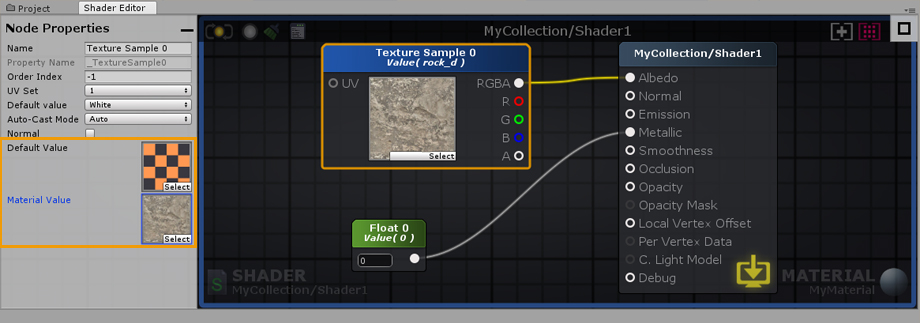 Project
Shader Editor
Node Properties
Name Texture Sample 0
Property Name _TextureSample0
Order Index -1
UV Set 1
Default value White
Auto-Cast Mode Auto
Normal
Default Value
Select
Material Value
Select
MyCollection/Shader1
Texture Sample 0
Value( rock_d )
UV
RGBA
R
G
B
A
Select
Float 0
Value( 0 )
0
MyCollection/Shader1
Albedo
Normal
Emission
Metallic
Smoothness
Occlusion
Opacity
Opacity Mask
Local Vertex Offset
Per Vertex Data
C. Light Model
Debug
S
SHADER
MyCollection/Shader1
MATERIAL
MyMaterial